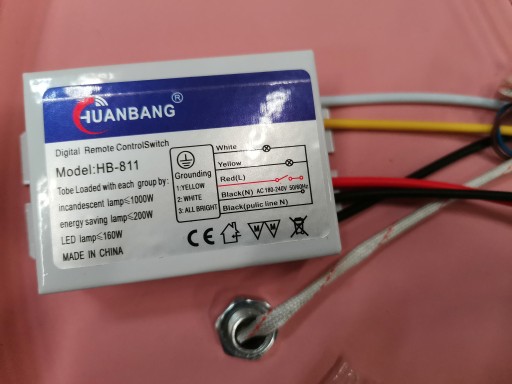 HUANBANG®
Digital Remote ControlSwitch
Model:HB-811
Tobe Loaded with each group by:
incandescent lamp≤1000W
energy saving lamp≤200W
LED lamp≤160W
MADE IN CHINA
Grounding
1:YELLOW
2: WHITE
3: ALL BRIGHT
White
Yellow
Red(L)
Black(N) AC 180-240V 50/60Hz
Black(pulic line N)
CE
M M